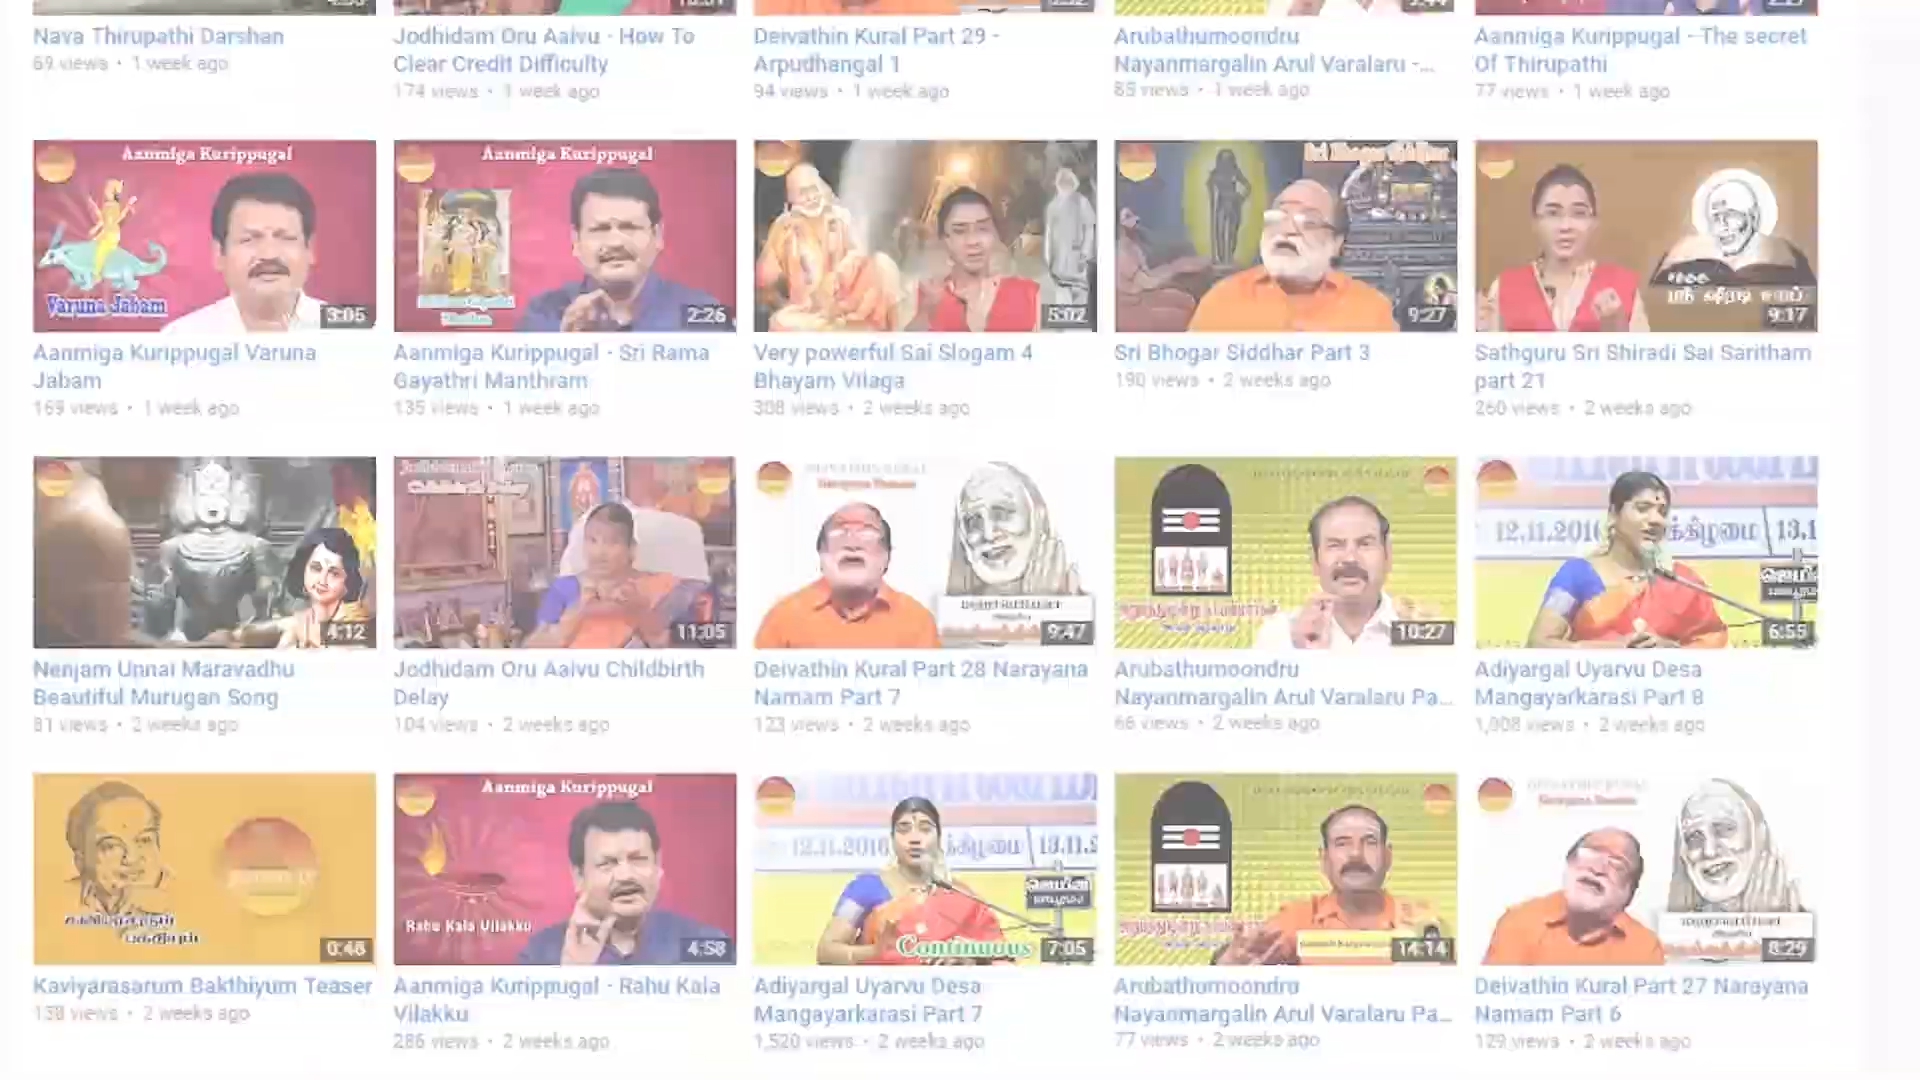 Nava Thirupathi Darshan
69 views • 1 week ago
Jodhidam Oru Aaivu - How To
Clear Credit Difficulty
174 views • 1 week ago
Deivathin Kural Part 29 -
Arpudhangal 1
94 views • 1 week ago
Arubathumoondru
Nayanmargalin Arul Varalaru -...
85 views • 1 week ago
Aanmiga Kurippugal - The secret
Of Thirupathi
77 views • 1 week ago
Aanmiga Kurippugal
Varuna Jabam
3:05
Aanmiga Kurippugal Varuna
Jabam
169 views • 1 week ago
Aanmiga Kurippugal
2:26
Aanmiga Kurippugal - Sri Rama
Gayathri Manthram
135 views • 1 week ago
5:02
Very powerful Sai Slogam 4
Bhayam Vilaga
308 views • 2 weeks ago
Sri Bhogar Siddhar
9:27
Sri Bhogar Siddhar Part 3
190 views • 2 weeks ago
9:17
Sathguru Sri Shiradi Sai Saritham
part 21
260 views • 2 weeks ago
4:12
Nenjam Unnai Maravadhu
Beautiful Murugan Song
81 views • 2 weeks ago
11:05
Jodhidam Oru Aaivu Childbirth
Delay
104 views • 2 weeks ago
9:47
Deivathin Kural Part 28 Narayana
Namam Part 7
123 views • 2 weeks ago
10:27
Arubathumoondru
Nayanmargalin Arul Varalaru Pa...
66 views • 2 weeks ago
12.11.2016
13.1
6:55
Adiyargal Uyarvu Desa
Mangayarkarasi Part 8
1,008 views • 2 weeks ago
0:46
Kaviyarasarum Bakthiyum Teaser
138 views • 2 weeks ago
Aanmiga Kurippugal
Rahu Kala Vilakku
4:58
Aanmiga Kurippugal - Rahu Kala
Vilakku
286 views • 2 weeks ago
12.11.2016
13.11.2
Continuous
7:05
Adiyargal Uyarvu Desa
Mangayarkarasi Part 7
1,520 views • 2 weeks ago
14:14
Arubathumoondru
Nayanmargalin Arul Varalaru Pa...
77 views • 2 weeks ago
8:29
Deivathin Kural Part 27 Narayana
Namam Part 6
129 views • 2 weeks ago